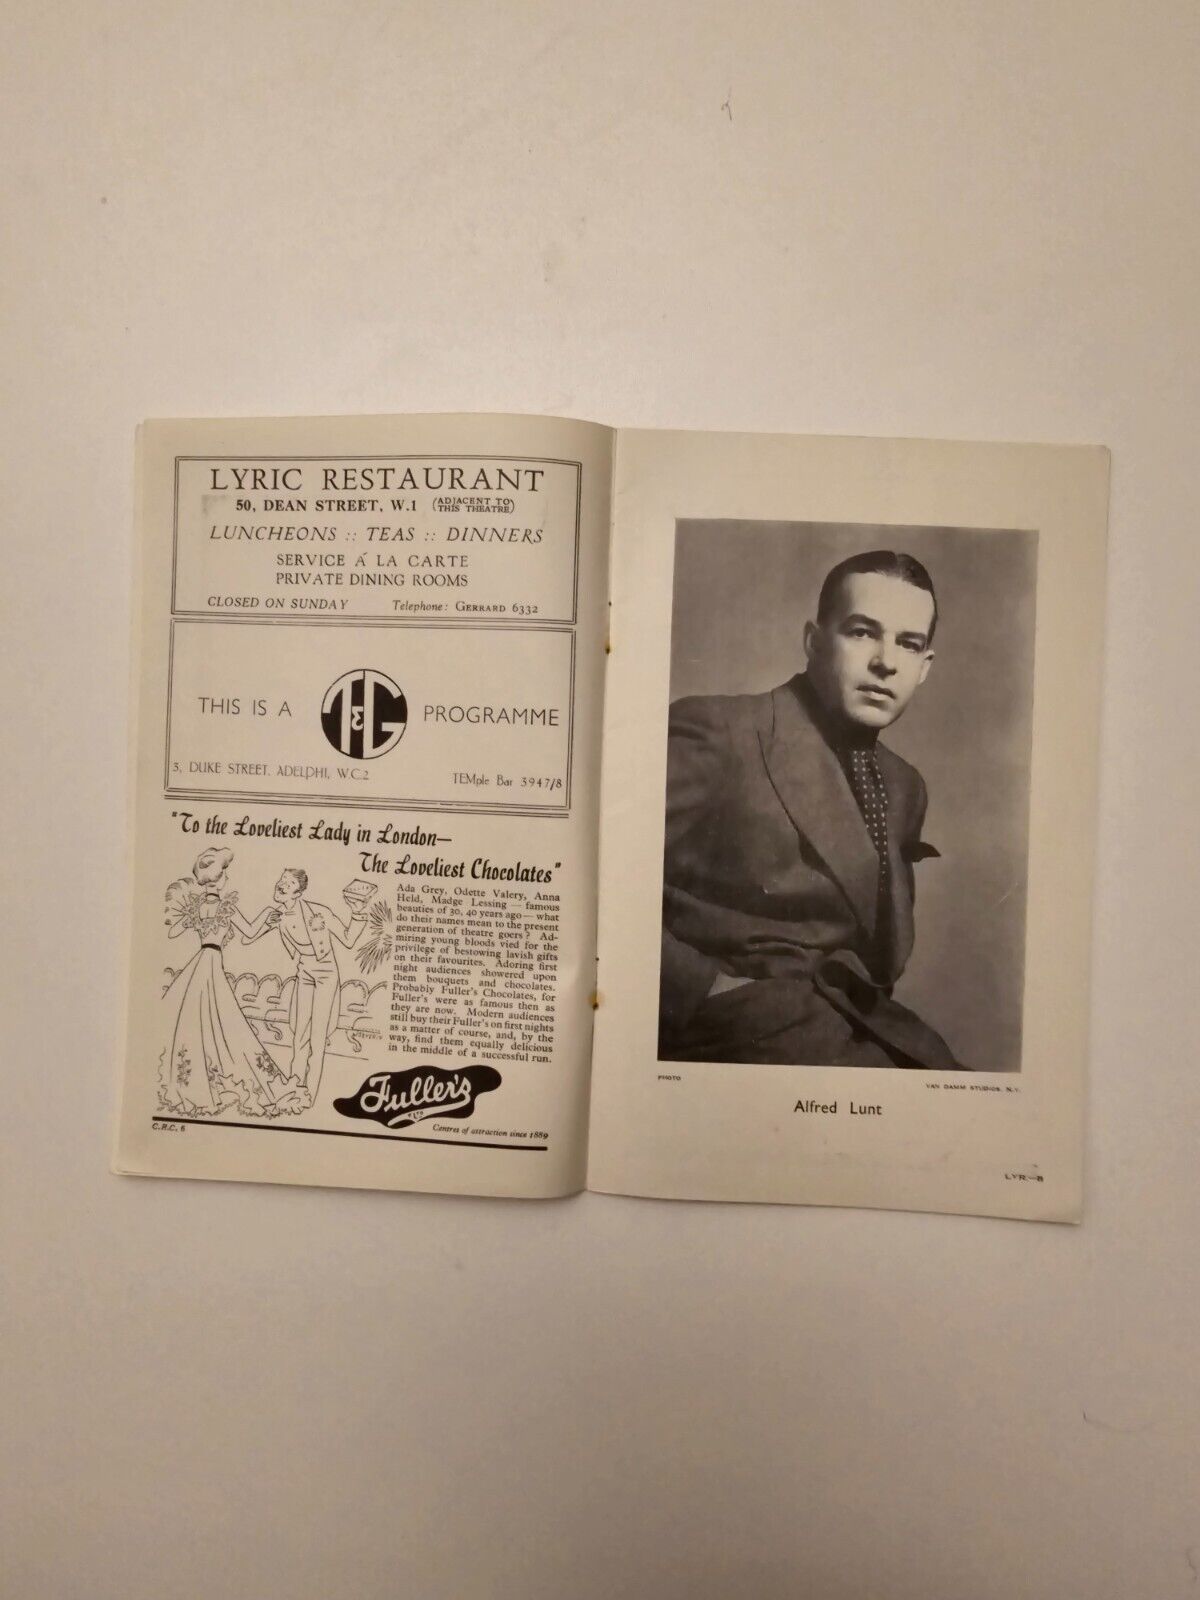 LYRIC RESTAURANT
50, DEAN STREET, W.1 (ADJACENT TO THIS THEATRE)
LUNCHEONS :: TEAS :: DINNERS
SERVICE Á LA CARTE
PRIVATE DINING ROOMS
CLOSED ON SUNDAY Telephone: GERRARD 6332
THIS IS A T&G PROGRAMME
3, DUKE STREET, ADELPHI, W.C.2 TEMple Bar 3947/8
"To the Loveliest Lady in London—
The Loveliest Chocolates"
Ada Grey, Odette Valery, Anna
Held, Madge Lessing — famous
beauties of 30, 40 years ago — what
do their names mean to the present
generation of theatre goers? Ad-
miring young bloods vied for the
privilege of bestowing lavish gifts
on their favourites. Adoring first
night audiences showered upon
them bouquets and chocolates.
Probably Fuller's Chocolates, for
Fuller's were as famous then as
they are now. Modern audiences
still buy their Fuller's on first nights
as a matter of course, and, by the
way, find them equally delicious
in the middle of a successful run.
Fuller's
LTD
Centres of attraction since 1889
C.R.C. 6
PHOTO VAN DAMM STUDIOS, N.Y.
Alfred Lunt
LYR.—B